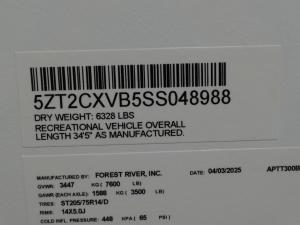 5ZT2CXVB5SS048988
DRY WEIGHT: 6328 LBS
RECREATIONAL VEHICLE OVERALL
LENGTH 34'5" AS MANUFACTURED.
MANUFACTURED BY: FOREST RIVER, INC. 04/03/2025 APTT300
GVWR: 3447 KG ( 7600 LB)
GAWR (EACH AXLE): 1588 KG ( 3500 LB)
TIRES: ST205/75R14/D
RIMS: 14X5.0J
COLD INFL. PRESSURE: 448 KPA ( 65 PSI)